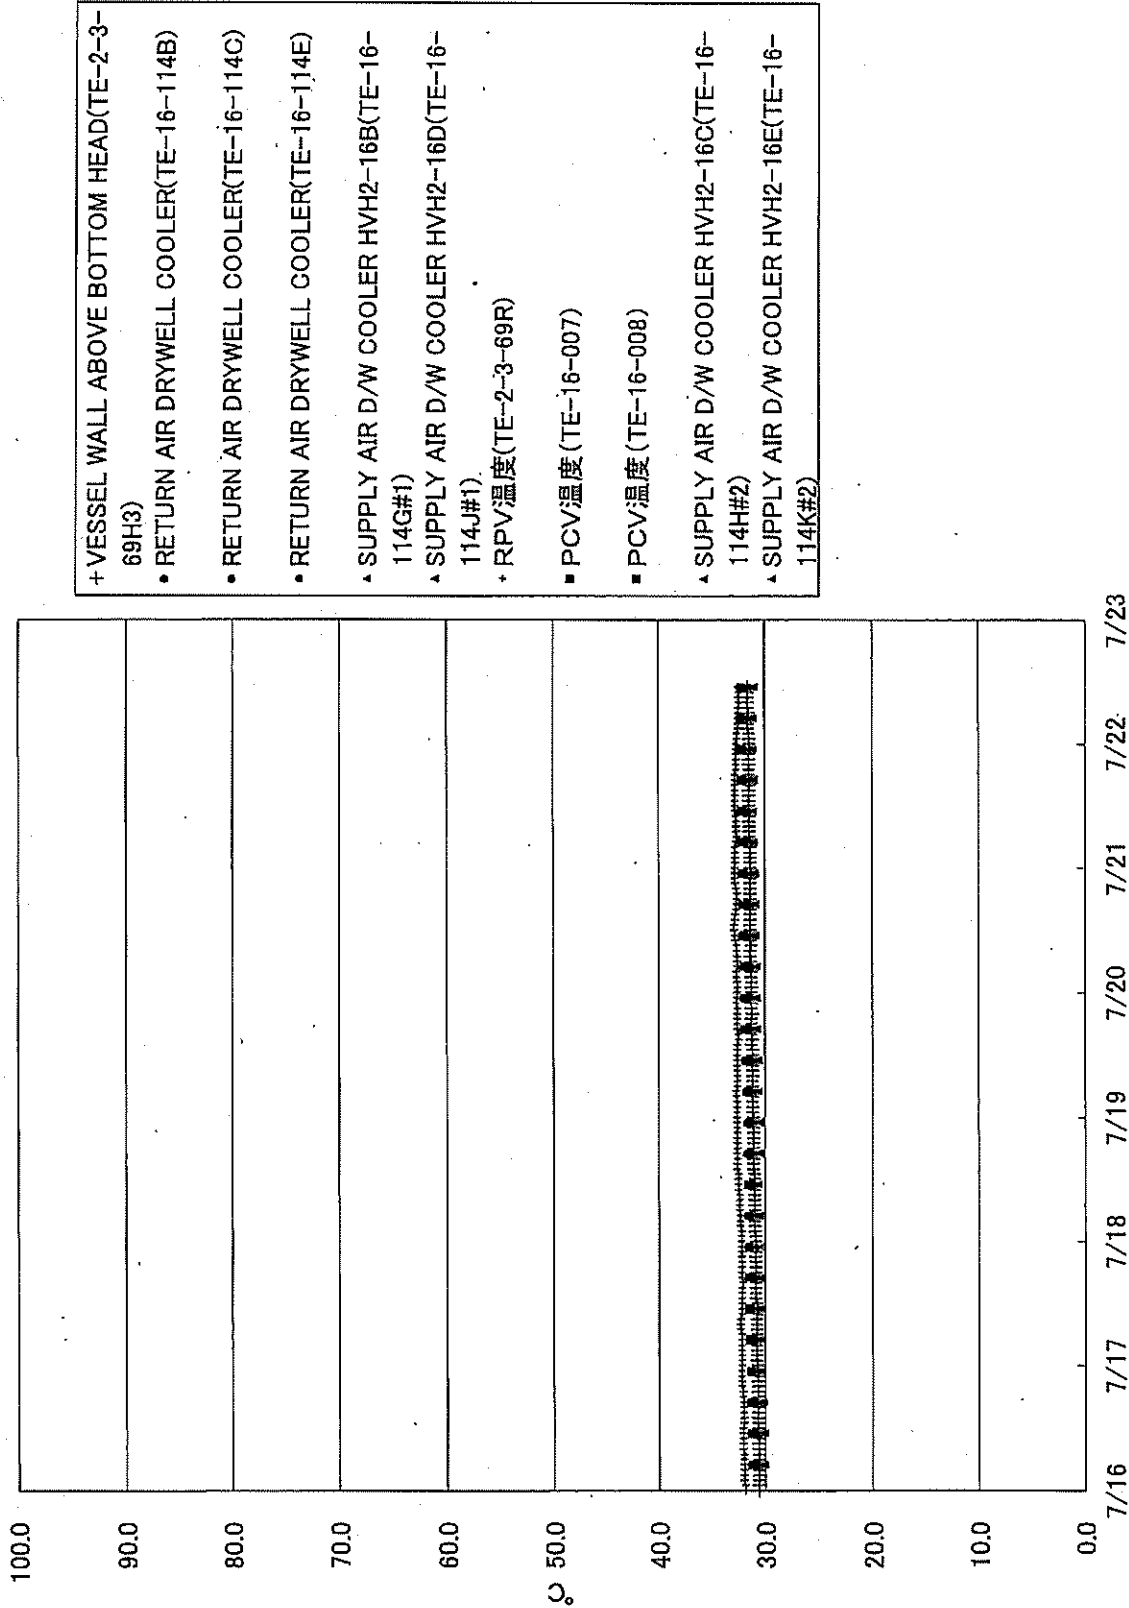 +VESSEL WALL ABOVE BOTTOM HEAD(TE-2-3-
69H3)
• RETURN AIR DRYWELL COOLER(TE-16-114B)
• RETURN AIR DRYWELL COOLER(TE-16-114C)
• RETURN AIR DRYWELL COOLER(TE-16-114E)
▲ SUPPLY AIR D/W COOLER HVH2-16B(TE-16-
114G#1)
▲ SUPPLY AIR D/W COOLER HVH2-16D(TE-16-
114J#1)
+ RPV温度(TE-2-3-69R)
■ PCV温度(TE-16-007)
■ PCV温度(TE-16-008)
▲ SUPPLY AIR D/W COOLER HVH2-16C(TE-16-
114H#2)
▲ SUPPLY AIR D/W COOLER HVH2-16E(TE-16-
114K#2)
100.0
90.0
80.0
70.0
60.0
50.0
40.0
30.0
20.0
10.0
0.0
℃
7/16
7/17
7/18
7/19
7/20
7/21
7/22
7/23